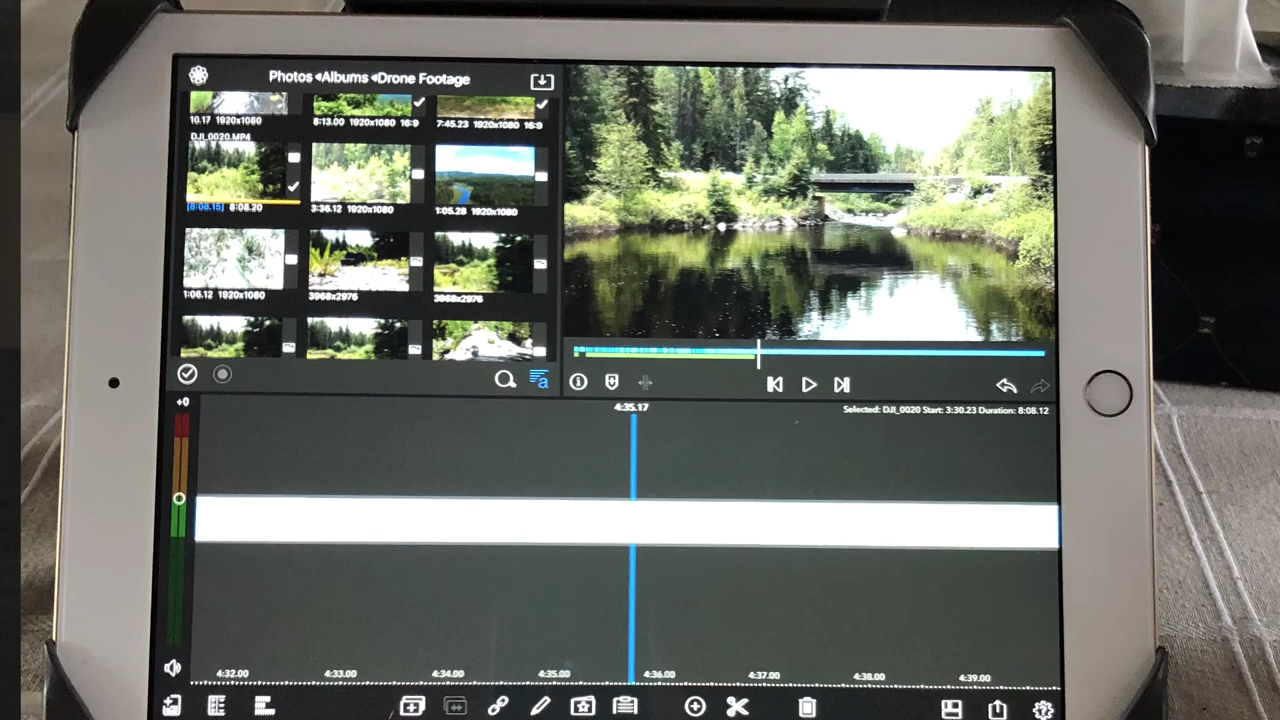 Photos Albums Drone Footage
10.17 1920x1080
8:13.00 1920x1080 16:9
7:45.23 1920x1080 16:9
DJI_0020.MP4
[8:08.15] 8:08.20
3:36.12 1920x1080
1:05.28 1920x1080
1:06.12 1920x1080
3968x2976
3968x2976
a
+0
4:35.17
Selected: DJI_0020 Start: 3:30.23 Duration: 8:08.12
4:32.00 4:33.00 4:34.00 4:35.00 4:36.00 4:37.00 4:38.00 4:39.00